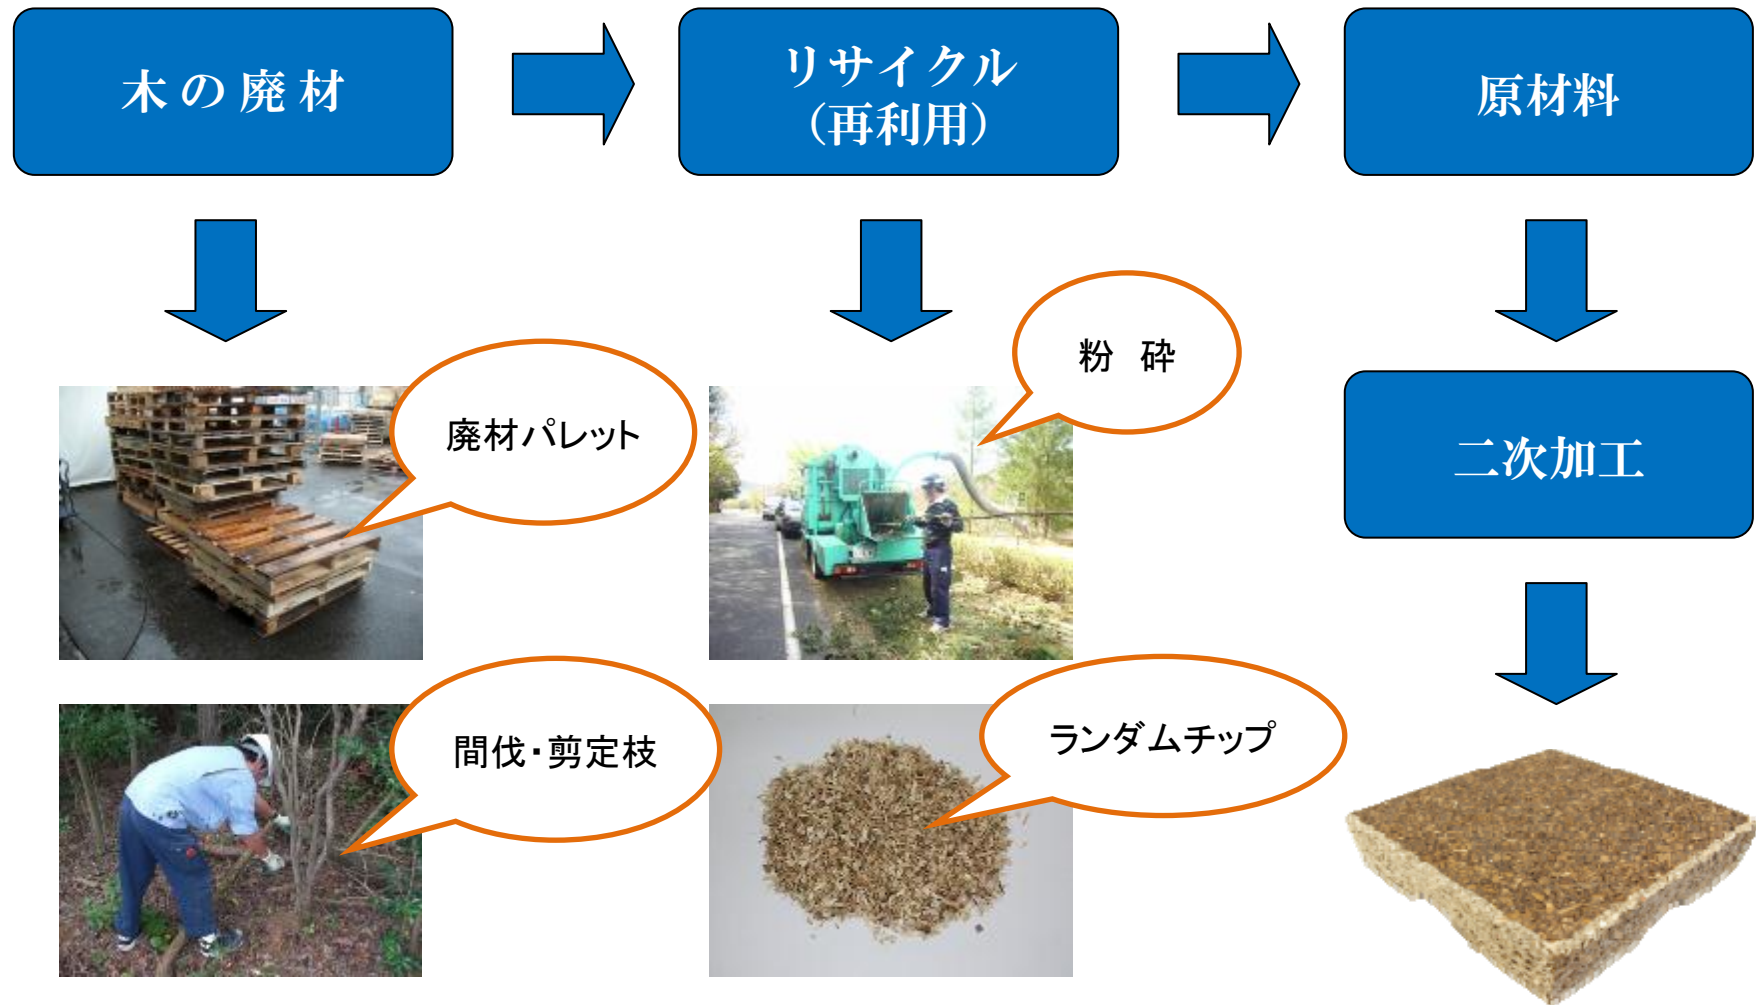 木の廃材
リサイクル
(再利用)
原材料
粉 砕
廃材パレット
二次加工
間伐・剪定枝
ランダムチップ